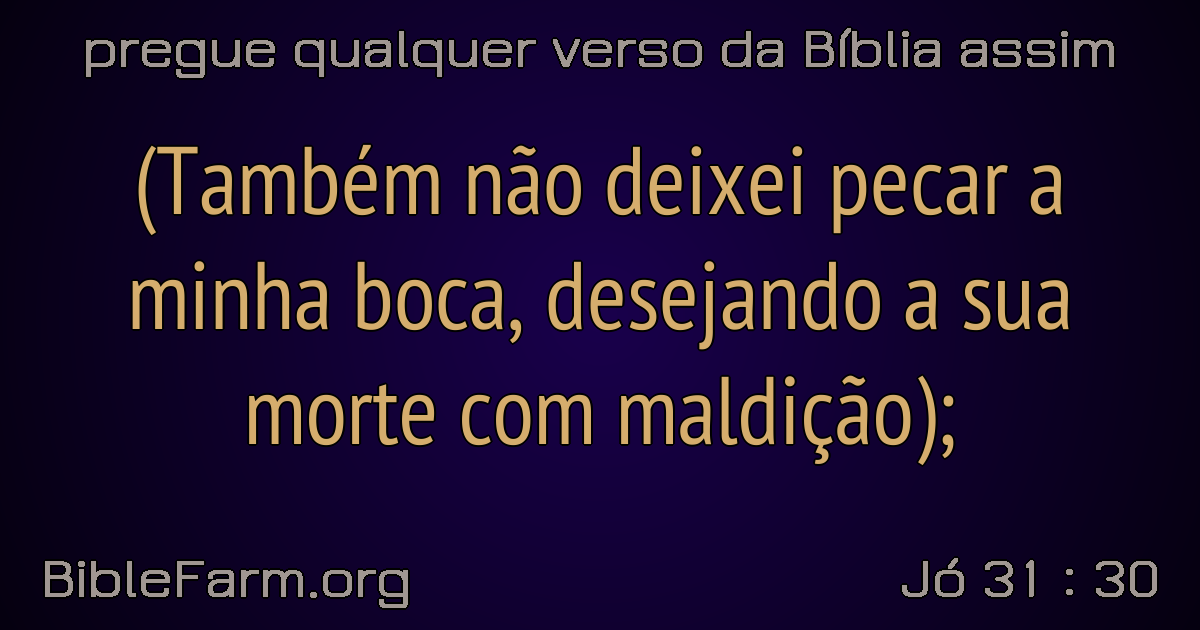 pregue qualquer verso da Bíblia assim
(Também não deixei pecar a
minha boca, desejando a sua
morte com maldição);
BibleFarm.org
Jó 31 : 30